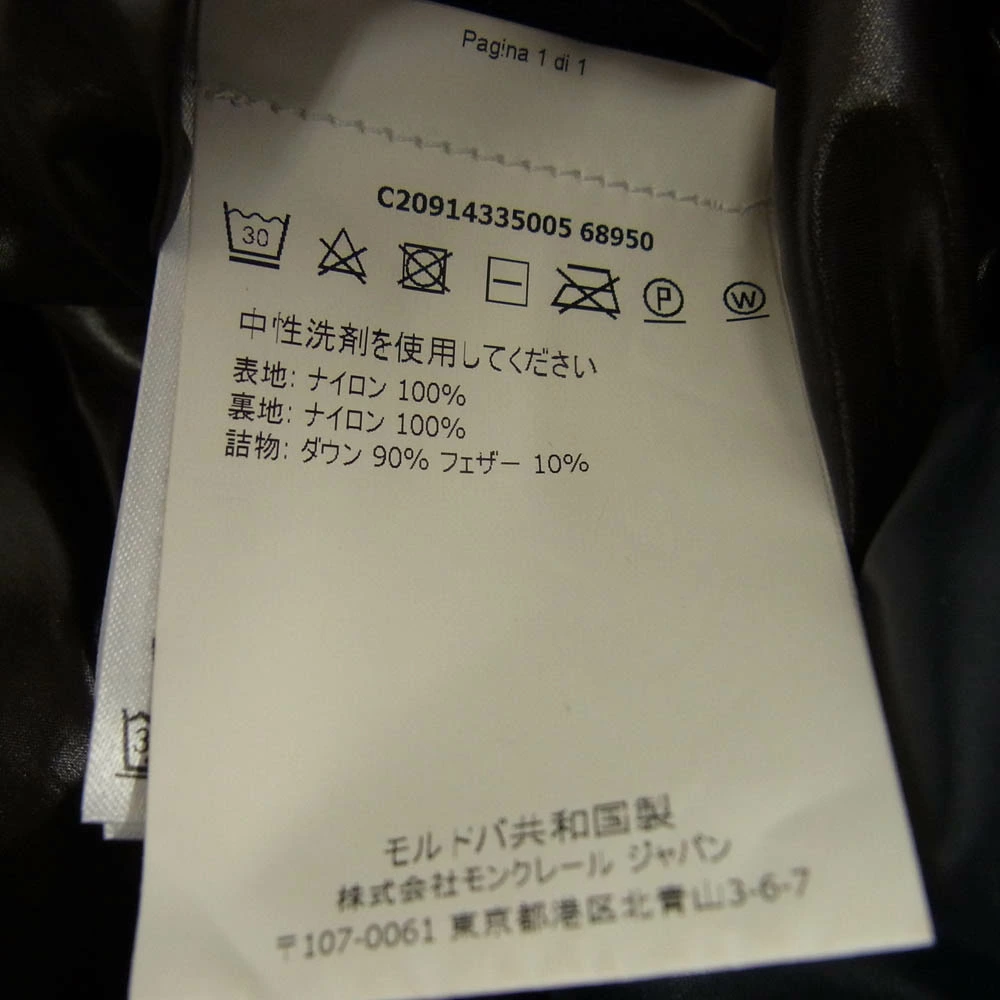 Pagina 1 di 1
C20914335005 68950
30 P W
中性洗剤を使用してください
表地: ナイロン 100%
裏地: ナイロン 100%
詰物: ダウン 90% フェザー 10%
3
モルドバ共和国製
株式会社モンクレール ジャパン
〒107-0061 東京都港区北青山3-6-7